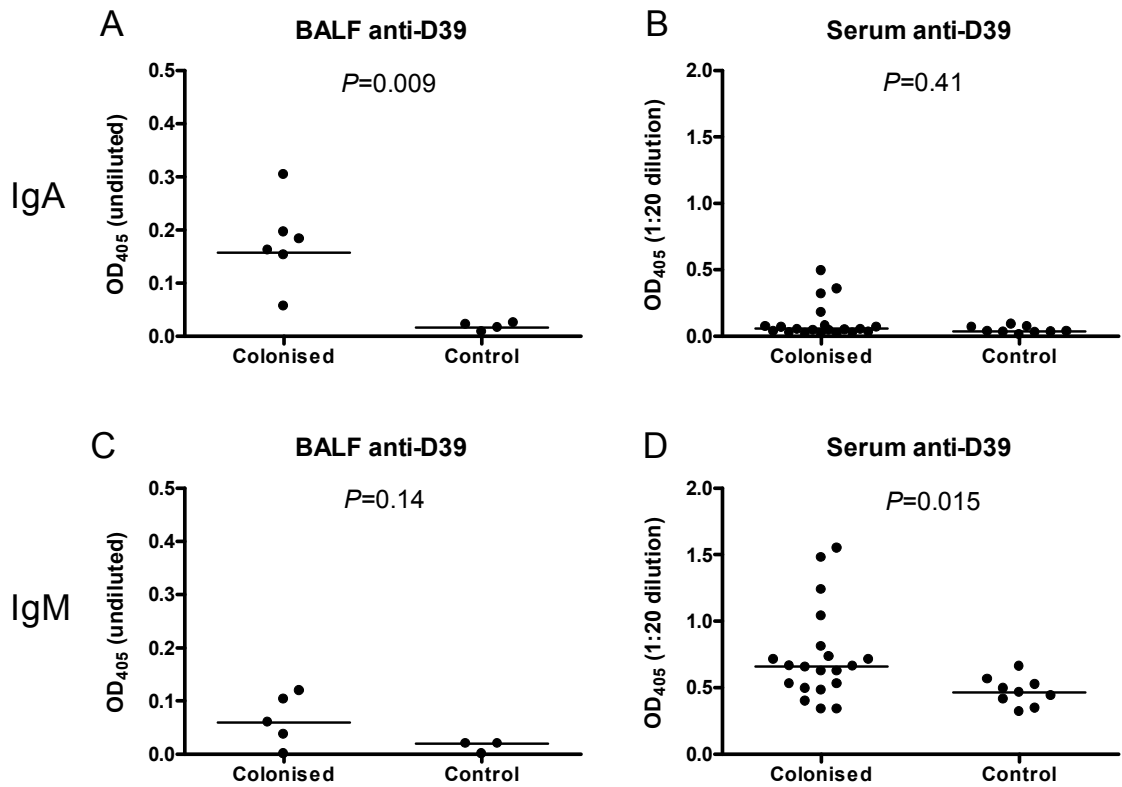 A
BALF anti-D39
P=0.009
IgA
OD405 (undiluted)
0.5
0.4
0.3
0.2
0.1
0.0
Colonised Control
B
Serum anti-D39
P=0.41
OD405 (1:20 dilution)
2.0
1.5
1.0
0.5
0.0
Colonised Control
C
BALF anti-D39
P=0.14
IgM
OD405 (undiluted)
0.5
0.4
0.3
0.2
0.1
0.0
Colonised Control
D
Serum anti-D39
P=0.015
OD405 (1:20 dilution)
2.0
1.5
1.0
0.5
0.0
Colonised Control